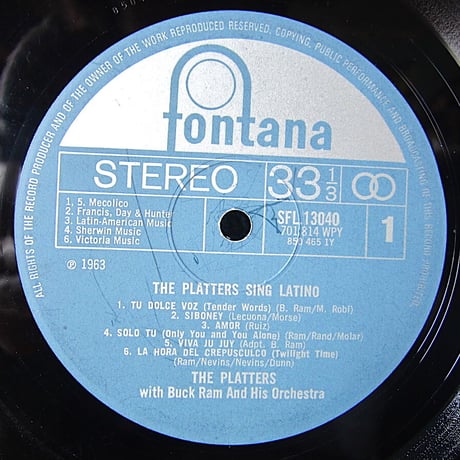 ALL RIGHTS OF THE RECORD PRODUCER AND OF THE OWNER OF THE WORK REPRODUCED RESERVED, COPYING, PUBLIC PERFORMANCE AND BROADCASTING OF THIS RECORD PROHIBITED
fontana
STEREO 33 1/3
1, 5. Mecolico
2. Francis, Day & Hunter
3. Latin-American Music
4. Sherwin Music
6. Victoria Music
SFL 13040
701 814 WPY
850 465 1Y
1
℗ 1963
THE PLATTERS SING LATINO
1. TU DOLCE VOZ (Tender Words) (B. Ram/M. Robi)
2. SIBONEY (Lecuona/Morse)
3. AMOR (Ruiz)
4. SOLO TU (Only You and You Alone) (Ram/Rand/Molar)
5. VIVA JU JUY (Adpt. B. Ram)
6. LA HORA DEL CREPUSCULCO (Twilight Time)
(Ram/Nevins/Nevins/Dunn)
THE PLATTERS
with Buck Ram And His Orchestra